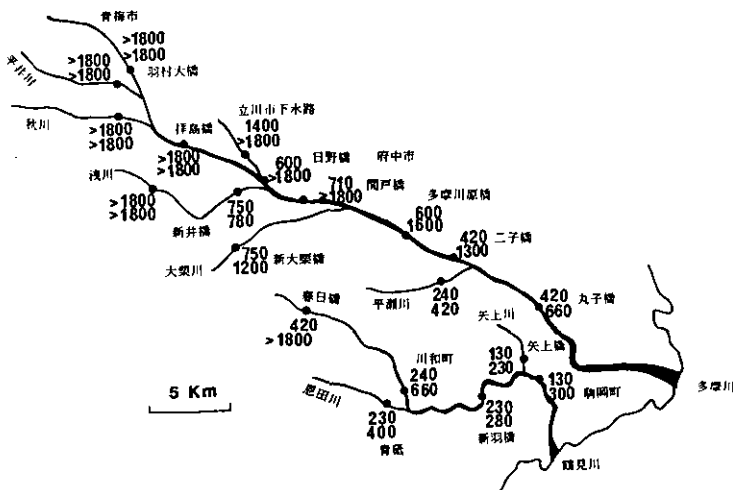 青梅市
>1800
>1800
羽村大橋
平井川
>1800
>1800
秋川
>1800
>1800
拝島橋
>1800
>1800
立川市下水路
1400
>1800
600
>1800
日野橋
府中市
710
>1800
関戸橋
浅川
>1800
>1800
新井橋
750
780
多摩川原橋
600
1600
大栗川
750
1200
新大栗橋
二子橋
420
1300
平瀬川
240
420
420
660
丸子橋
多摩川
春日橋
420
>1800
川和町
240
660
恩田川
230
400
青砥
矢上川
矢上橋
130
230
130
300
駒岡町
230
280
新羽橋
鶴見川
5 Km